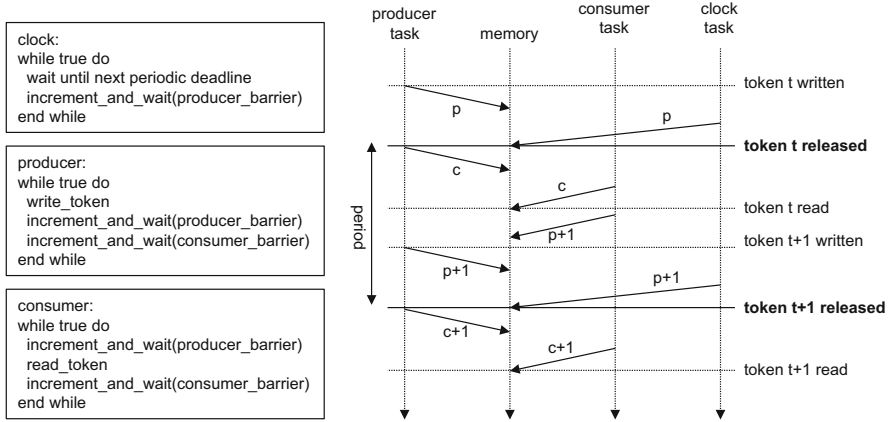 clock:
while true do
wait until next periodic deadline
increment_and_wait(producer_barrier)
end while
producer:
while true do
write_token
increment_and_wait(producer_barrier)
increment_and_wait(consumer_barrier)
end while
consumer:
while true do
increment_and_wait(producer_barrier)
read_token
increment_and_wait(consumer_barrier)
end while
producer
task
memory
consumer
task
clock
task
token t written
p
p
token t released
c
c
token t read
p+1
token t+1 written
period
p+1
p+1
token t+1 released
c+1
c+1
token t+1 read